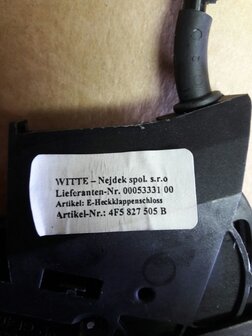 WITTE – Nejdek spol. s.r.o
Lieferanten-Nr. 00053331 00
Artikel: E-Heckklappenschloss
Artikel-Nr.: 4F5 827 505 B